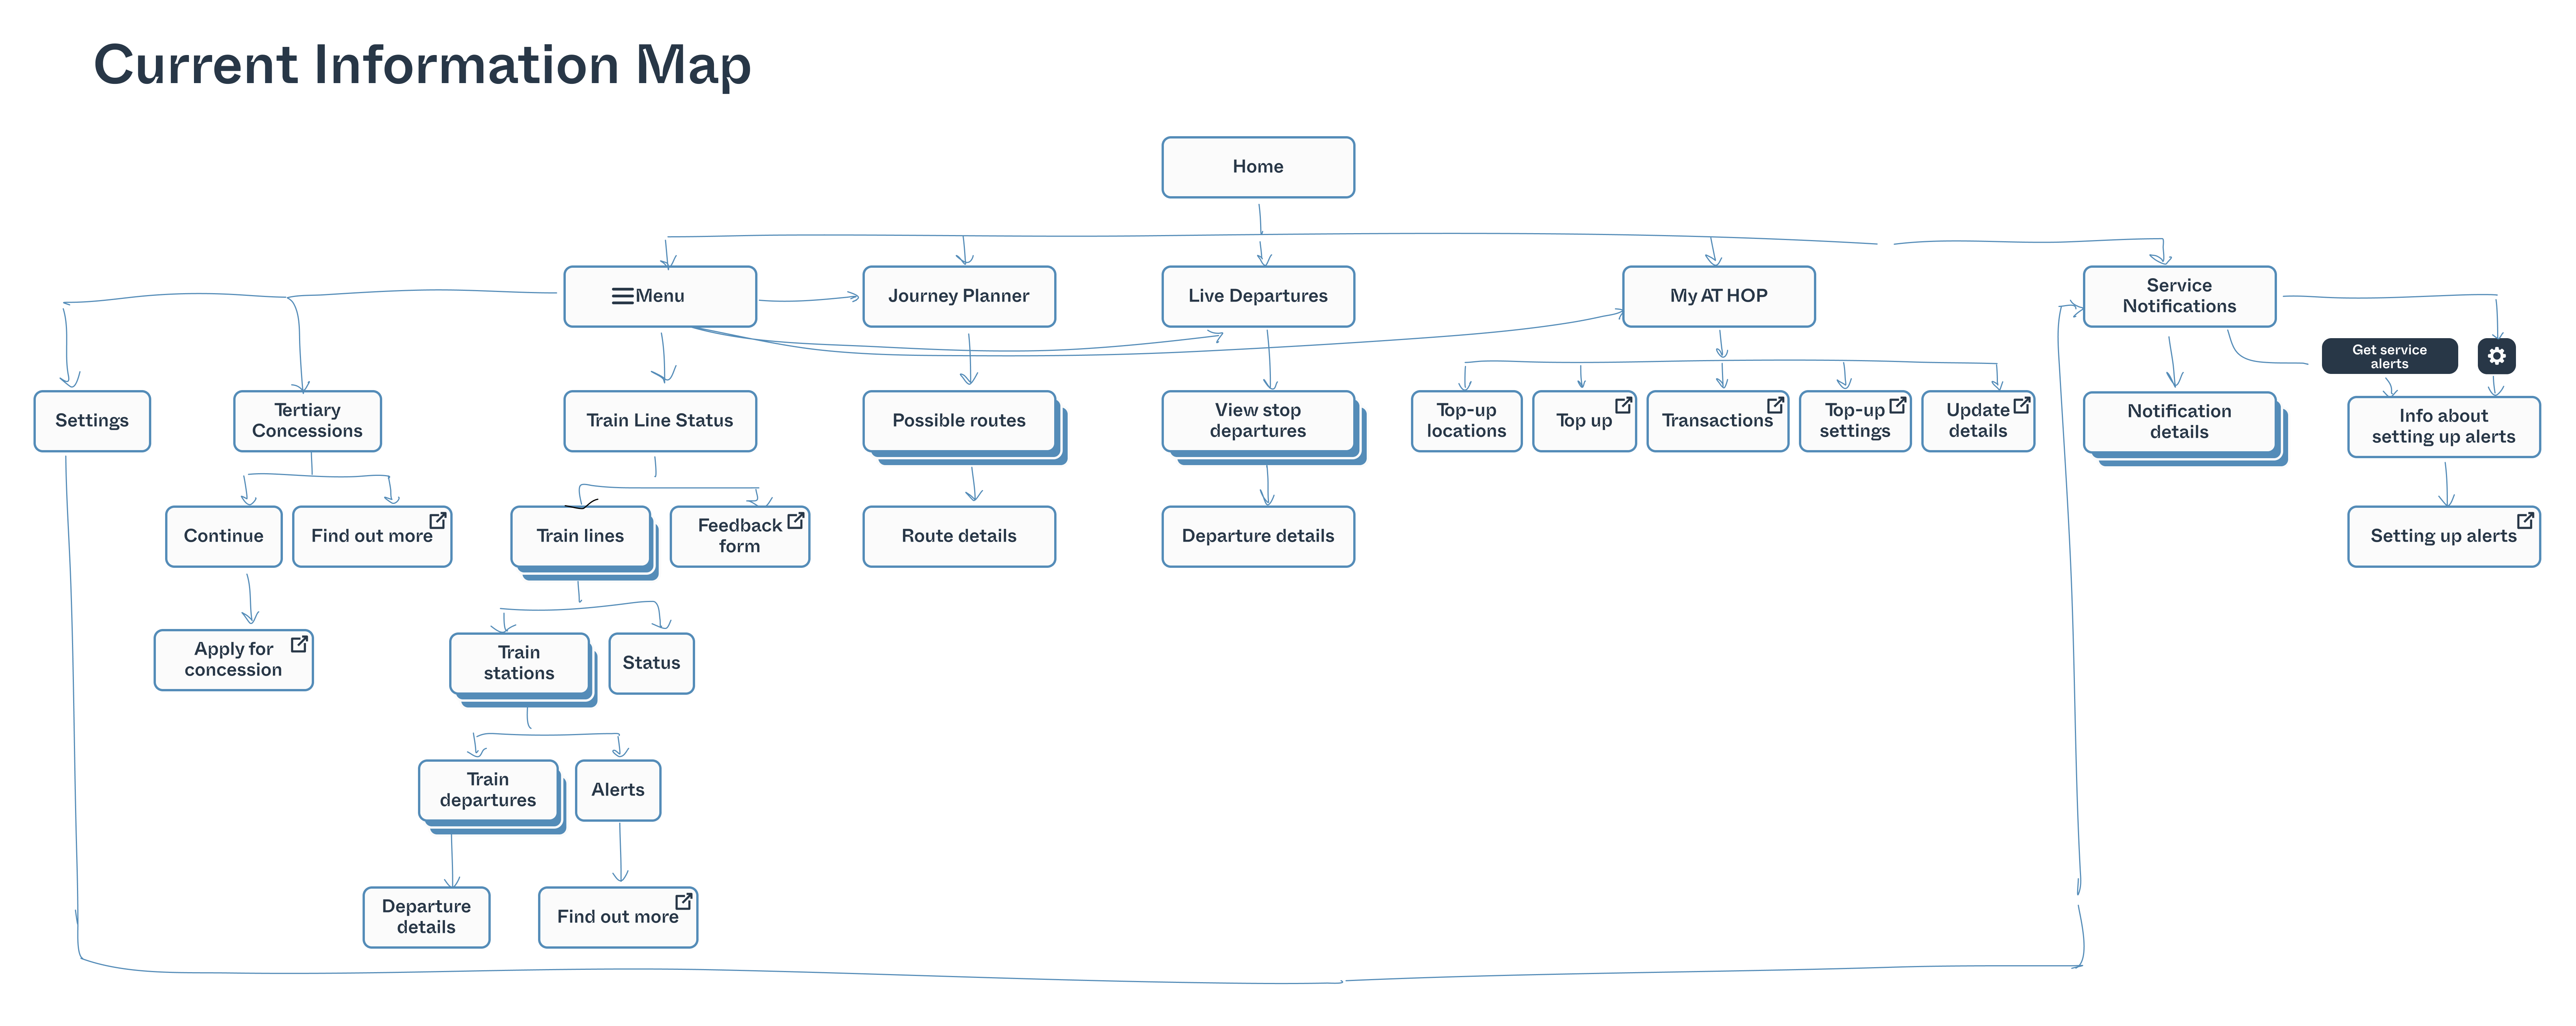 Current Information Map
Home
Menu
Journey Planner
Live Departures
My AT HOP
Service
Notifications
Get service
alerts
Settings
Tertiary
Concessions
Train Line Status
Possible routes
View stop
departures
Top-up
locations
Top up
Transactions
Top-up
settings
Update
details
Notification
details
Info about
setting up alerts
Continue
Find out more
Train lines
Feedback
form
Route details
Departure details
Setting up alerts
Apply for
concession
Train
stations
Status
Train
departures
Alerts
Departure
details
Find out more